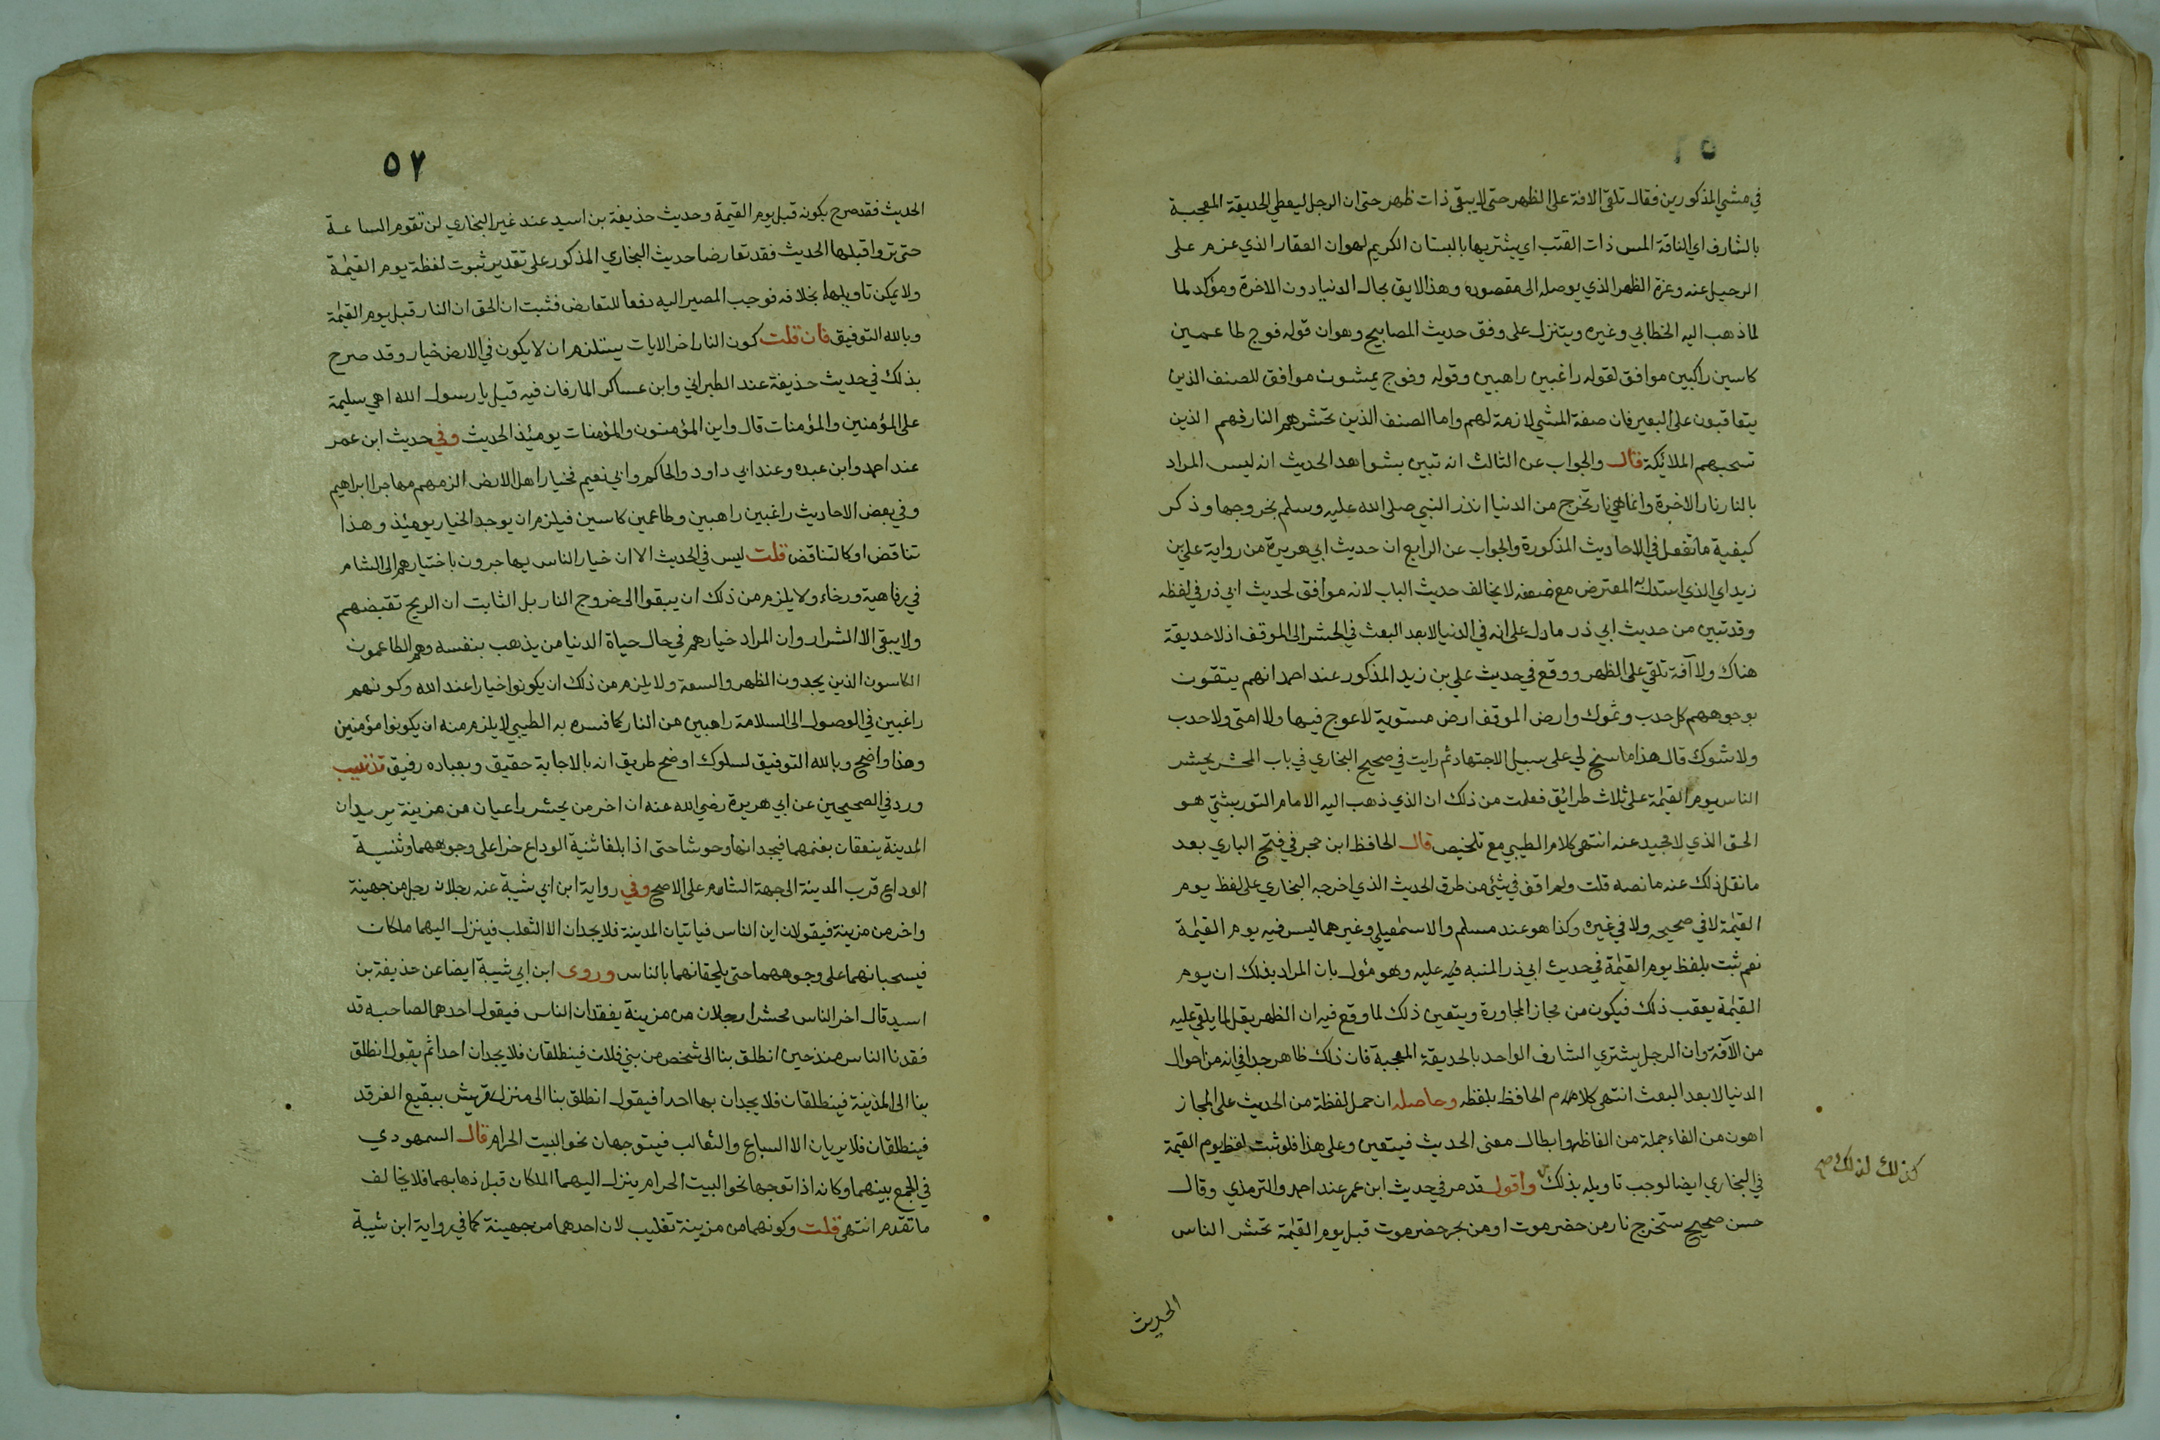 في مشي المذكورين فقال تلقى الافة على الظهر حتى لا يبقى ذات ظهر حتى ان الرجل ليعطي الحديقة المعجبة
بالشارف اي الناقة المسن ذات القتب اي يشتريها بالبستان الكريم لهوان العقار الذي عزم على
الرحيل عنه وعزة الظهر الذي يوصله الى مقصوده وهذا لايق بحال الدنيا دون الاخرة ومؤكد لما
لما ذهب اليه الخطابي وغيره ويتنزل على وفق حديث المصابيح وهوان قوله فوج طاعمين
كاسين راكبين موافق لقوله راغبين راهبين وقوله وفوج يمشون موافق للصنف الذين
يتعاقبون على البعير فان صفة المشي لازمة لهم واما الصنف الذين تحشرهم النار فهم الذين
تسحبهم الملائكة قال والجواب عن الثالث انه تبين بشواهد الحديث انه ليس المراد
بالنار نار الاخرة وانما هي نار تخرج من الدنيا انذر النبي صلى الله عليه وسلم بخروجها وذكر
كيفية ما تفعل في الاحاديث المذكورة والجواب عن الرابع ان حديث ابي هريرة من رواية علي بن
زيد اي الذي استدل به المعترض مع ضعفه لا يخالف حديث الباب لانه موافق لحديث ابي ذر في لفظه
وقد تبين من حديث ابي ذر ما دل على انه في الدنيا لا بعد البعث في الحشر الى الموقف اذ لا حديقة
هناك ولا آفة تلقي على الظهر ووقع في حديث علي بن زيد المذكور عند احمد انهم يتقون
بوجوههم كل حدب وشوك وارض الموقف ارض مستوية لا عوج فيها ولا امتى ولا حدب
ولا شوك قال هذا ما سنح لي على سبيل الاجتهاد ثم رايت في صحيح البخاري في باب المحشر يحشر
الناس يوم القيمة على ثلاث طرائق فعلمت من ذلك ان الذي ذهب اليه الامام التوربشتي هو
الحق الذي لا محيد عنه انتهى كلام الطيبي مع تلخيص قال الحافظ ابن حجر في فتح الباري بعد
ما نقل ذلك عنه ما نصه قلت ولم اقف في شئ من طرق الحديث الذي اخرجه البخاري على لفظ يوم
القيمة لا في صحيحه ولا في غيره وكذا هو عند مسلم والاسمعيلي وغيرهما ليس فيه يوم القيمة
نعم ثبت بلفظ يوم القيمة في حديث ابي ذر المنبه عليه وهو مؤول بان المراد بذلك ان يوم
القيمة يعقب ذلك فيكون من مجاز المجاورة ويتعين ذلك لما وقع فيه ان الظهر يقل لما يلقى عليه
من الآفة وان الرجل يشتري الشارف الواحد بالحديقة المعجبة فان ذلك ظاهر جدا في انه من احوال
الدنيا لا بعد البعث انتهى كلام الحافظ بلفظه وحاصله ان حمل لفظة من الحديث على المجاز
اهون من الغاء جملة من الفاظه وابطال معنى الحديث فيتعين وعلى هذا فلو ثبت لفظ يوم القيمة
في البخاري ايضا لوجب تاويله بذلك واقول قد مر في حديث ابن عمر عند احمد والترمذي وقال
كذلك لذلك صح
حسن صحيح ستخرج نار من حضر موت او من بحر حضر موت قبل يوم القيمة تحشر الناس
الحديث
٥٧
الحديث فقد صرح بكونه قبل يوم القيمة وحديث حذيفة بن اسيد عند غير البخاري لن تقوم الساعة
حتى تروا قبلها الحديث فقد تعارضا حديث البخاري المذكور على تقدير ثبوت لفظة يوم القيمة
ولا يمكن تاويلها بخلافه فوجب المصير اليه دفعا للتعارض فثبت ان الحق ان النار قبل يوم القيمة
وبالله التوفيق فان قلت كون النار اخر الايات يستلزم ان لا يكون في الارض خيار وقد صرح
بذلك في حديث حذيفة عند الطبراني وابن عساكر المار فان فيه قيل يا رسول الله اهي سليمة
على المؤمنين والمؤمنات قال واين المؤمنون والمؤمنات يومئذ الحديث وفي حديث ابن عمر
عند احمد وابن عبده وعند ابي داود والحاكم وابي نعيم فخيار اهل الارض الزمهم مهاجر ابراهيم
وفي بعض الاحاديث راغبين راهبين وطاعمين كاسين فيلزم ان يوجد الخيار يومئذ وهذا
تناقض او كالتناقض قلت ليس في الحديث الا ان خيار الناس يهاجرون باختيارهم الى الشام
في رفاهية ورخاء ولا يلزم من ذلك ان يبقوا الى خروج النار بل الثابت ان الريح تقبضهم
ولا يبقى الا الشرار وان المراد خيارهم في حال حياة الدنيا من يذهب بنفسه وهم الطاعمون
الكاسون الذين يجدون الظهر والسعة ولا يلزم من ذلك ان يكونوا خيارا عند الله وكونهم
راغبين في الوصول الى السلامة راهبين من النار كما فسره به الطيبي لا يلزم منه ان يكونوا مؤمنين
وهذا واضح وبالله التوفيق لسلوك اوضح طريق انه بالاجابة حقيق وبعباده رفيق تذنيب
ورد في الصحيحين عن ابي هريرة رضي الله عنه ان اخر من يحشر راعيان من مزينة يريدان
المدينة ينعقان بغنمهما فيجدانها وحوشا حتى اذا بلغا ثنية الوداع خرا على وجوههما وثنية
الوداع قرب المدينة الى جهة الشام على الاصح وفي رواية ابن ابي شيبة عنه رجلان رجل من جهينة
واخر من مزينة فيقولان اين الناس فياتيان المدينة فلا يجدان الا الثعلب فينزل اليهما ملكان
فيسحبانهما على وجوههما حتى يلحقانهما بالناس وروى ابن ابي شيبة ايضا عن حذيفة بن
اسيد قال اخر الناس محشرا رجلان من مزينة يفقدان الناس فيقول احدهما لصاحبه قد
فقدنا الناس منذ حين انطلق بنا الى شخص من بني فلان فينطلقان فلا يجدان احدا ثم يقول انطلق
بنا الى المدينة فينطلقان فلا يجدان بها احدا فيقول انطلق بنا الى منزل قريش ببقيع الغرقد
فينطلقان فلا يريان الا السباع والثعالب فيتوجهان نحو البيت الحرام قال السمهودي
في الجمع بينهما وكانه اذا توجها نحو البيت الحرام ينزل اليهما الملكان قبل ذهابهما فلا يخالف
ما تقدم انتهى قلت وكونهما من مزينة تغليب لان احدهما من جهينة كما في رواية ابن شيبة